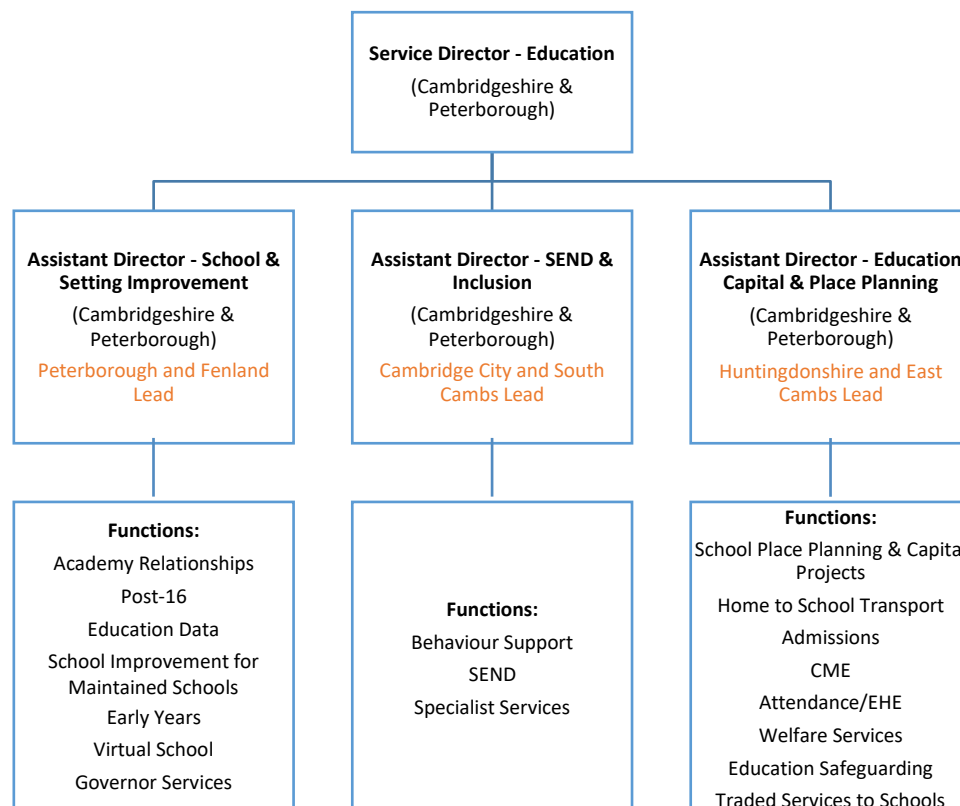 Service Director - Education
(Cambridgeshire &
Peterborough)
Assistant Director - School &
Setting Improvement
(Cambridgeshire &
Peterborough)
Peterborough and Fenland
Lead
Assistant Director - SEND &
Inclusion
(Cambridgeshire &
Peterborough)
Cambridge City and South
Cambs Lead
Assistant Director - Education
Capital & Place Planning
(Cambridgeshire &
Peterborough)
Huntingdonshire and East
Cambs Lead
Functions:
Academy Relationships
Post-16
Education Data
School Improvement for
Maintained Schools
Early Years
Virtual School
Governor Services
Functions:
Behaviour Support
SEND
Specialist Services
Functions:
School Place Planning & Capita
Projects
Home to School Transport
Admissions
CME
Attendance/EHE
Welfare Services
Education Safeguarding
Traded Services to Schools